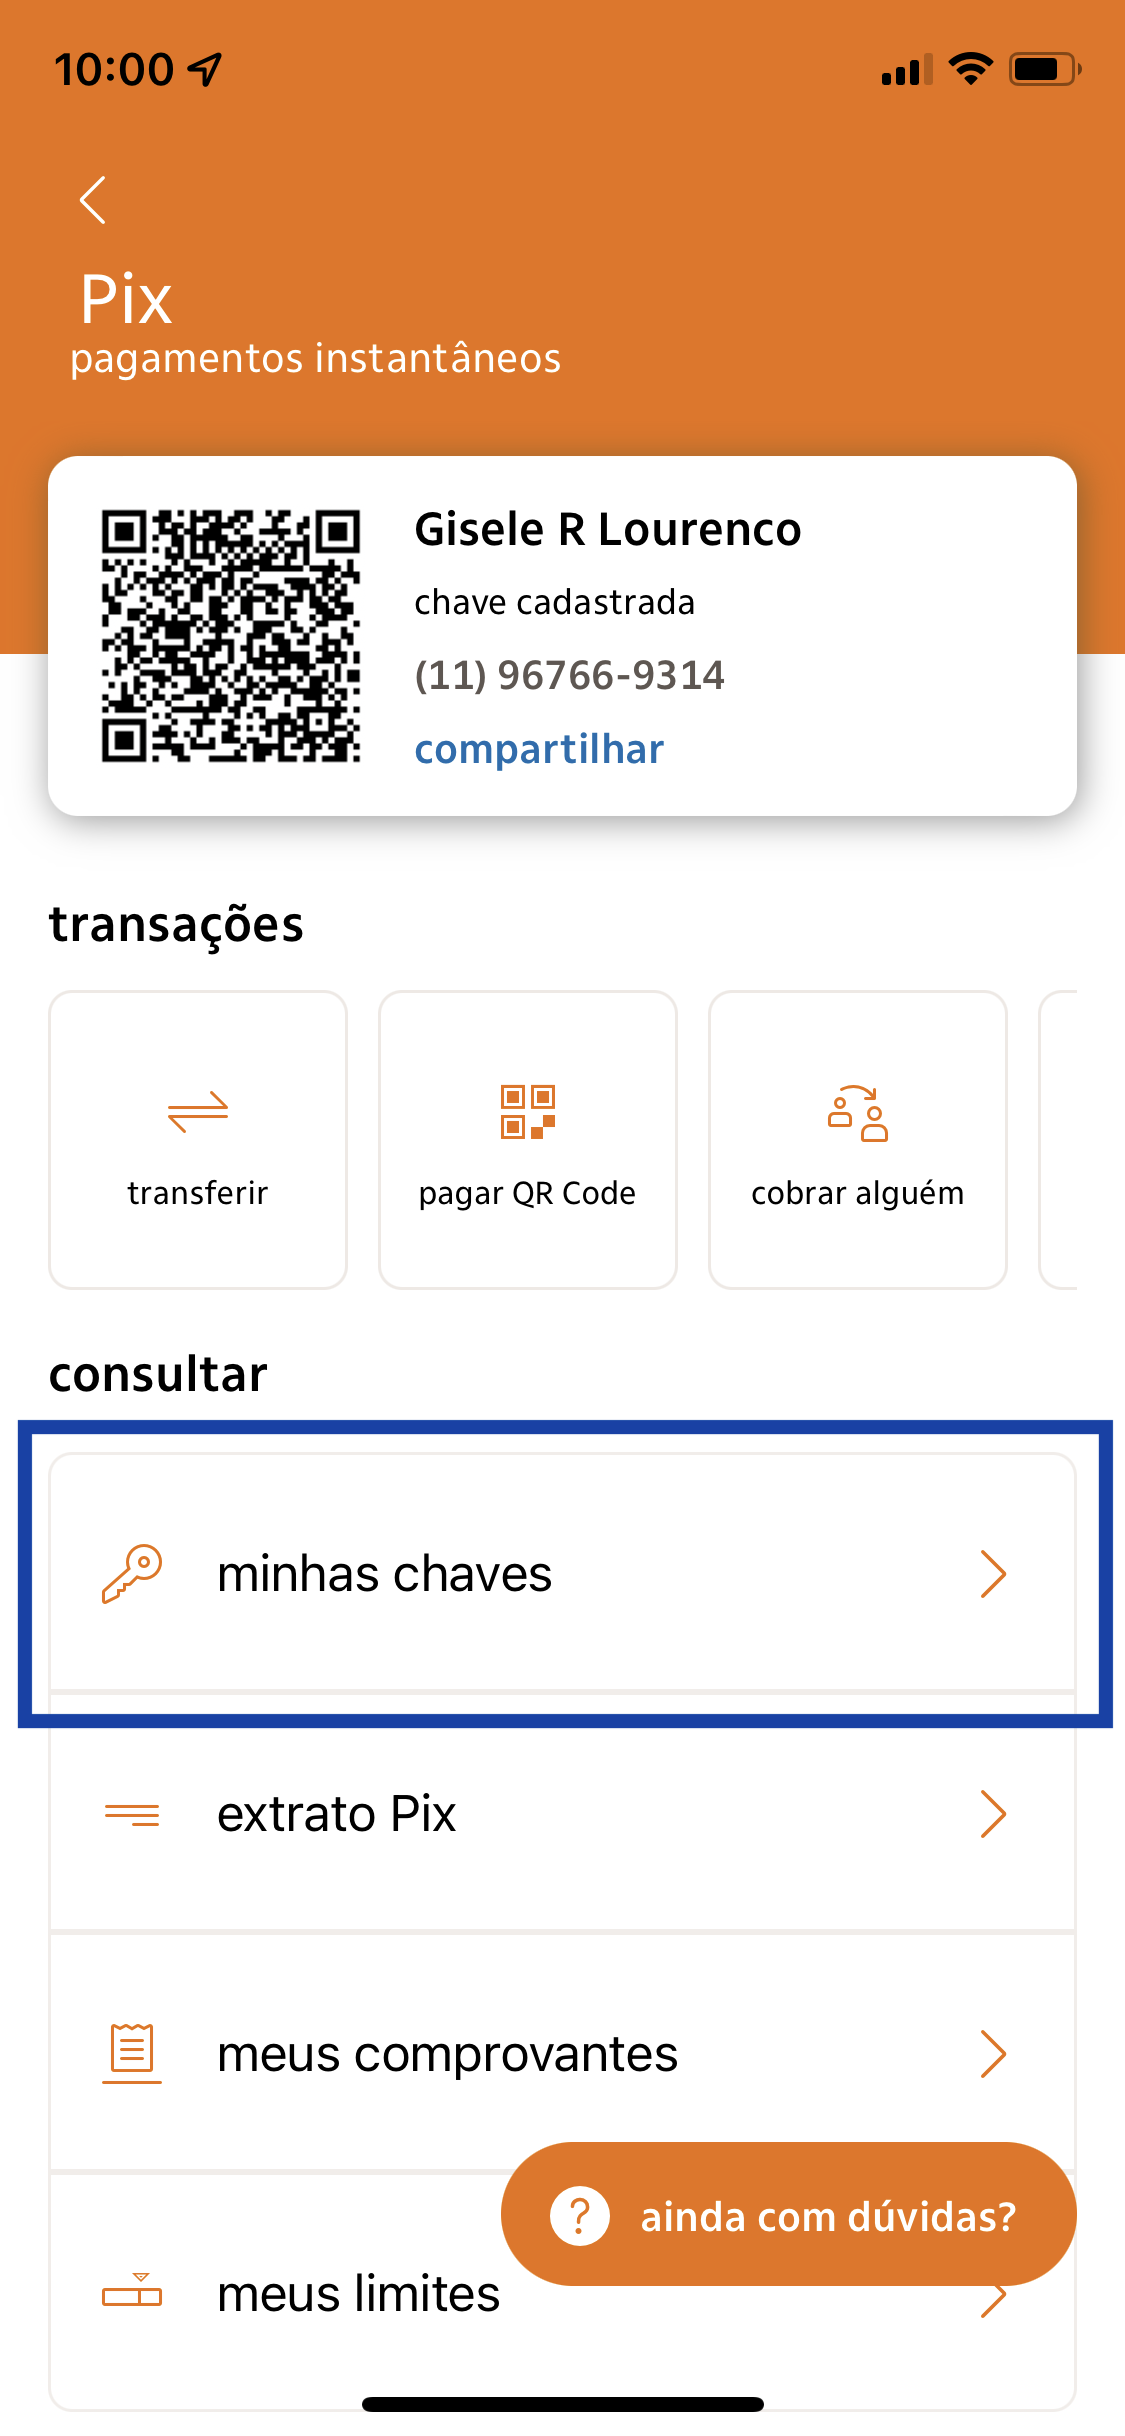 10:00
Pix
pagamentos instantâneos
Gisele R Lourenco
chave cadastrada
(11) 96766-9314
compartilhar
transações
transferir
pagar QR Code
cobrar alguém
consultar
minhas chaves
extrato Pix
meus comprovantes
? ainda com dúvidas?
meus limites